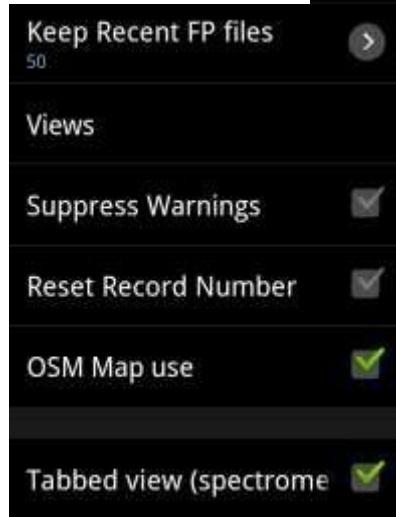 Keep Recent FP files
50
Views
Suppress Warnings
Reset Record Number
OSM Map use
Tabbed view (spectrome